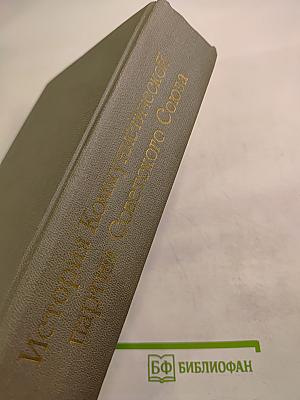 История Коммунистической
партии Советского Союза
БФ БИБЛИОФАН